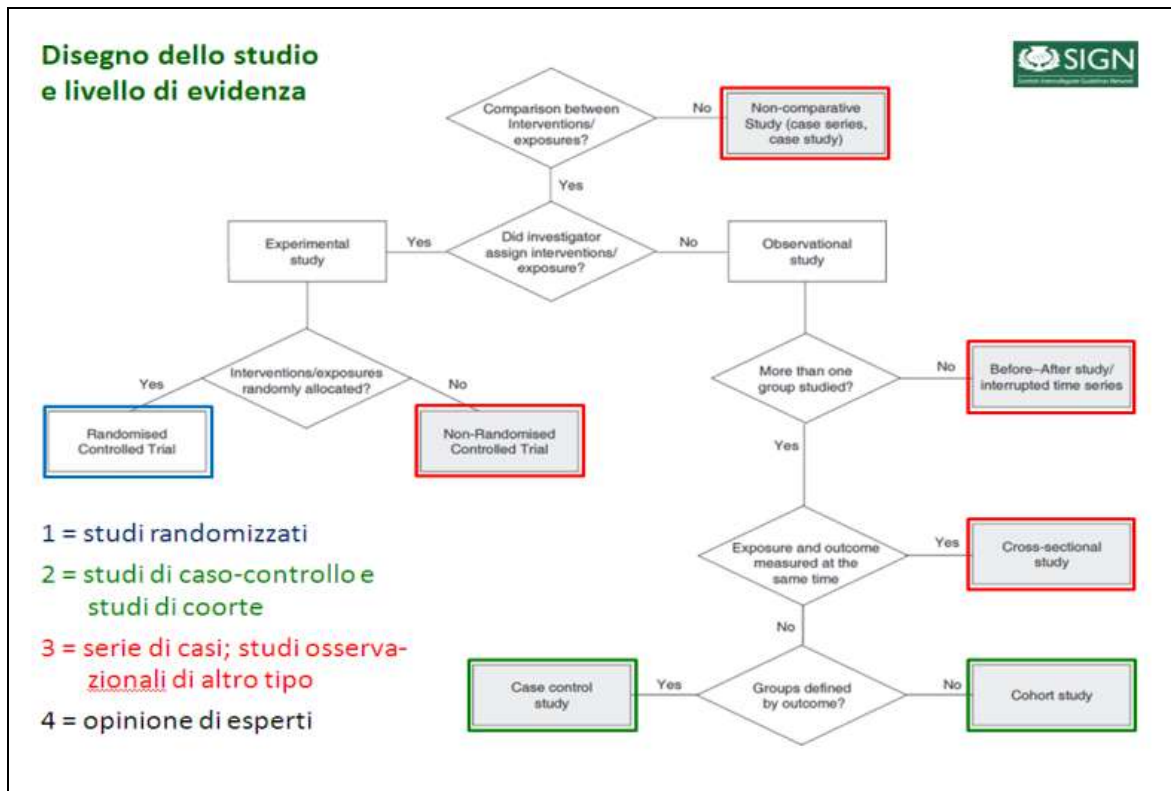 Disegno dello studio
e livello di evidenza
SIGN
Comparison between
Interventions/
exposures?
No
Non-comparative
Study (case series,
case study)
Yes
Experimental
study
Yes
Did investigator
assign interventions/
exposure?
No
Observational
study
Interventions/exposures
randomly allocated?
Yes
No
Randomised
Controlled Trial
Non-Randomised
Controlled Trial
More than one
group studied?
No
Before–After study/
interrupted time series
Yes
Exposure and outcome
measured at the
same time
Yes
Cross-sectional
study
No
Case control
study
Yes
Groups defined
by outcome?
No
Cohort study
1 = studi randomizzati
2 = studi di caso-controllo e
studi di coorte
3 = serie di casi; studi osserva-
zionali di altro tipo
4 = opinione di esperti